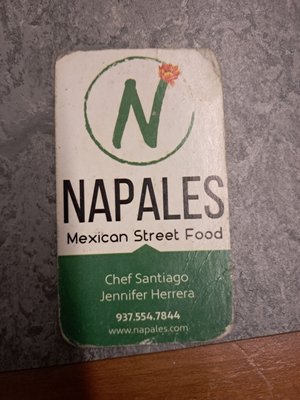 N
NAPALES
Mexican Street Food
Chef Santiago
Jennifer Herrera
937.554.7844
www.napales.com